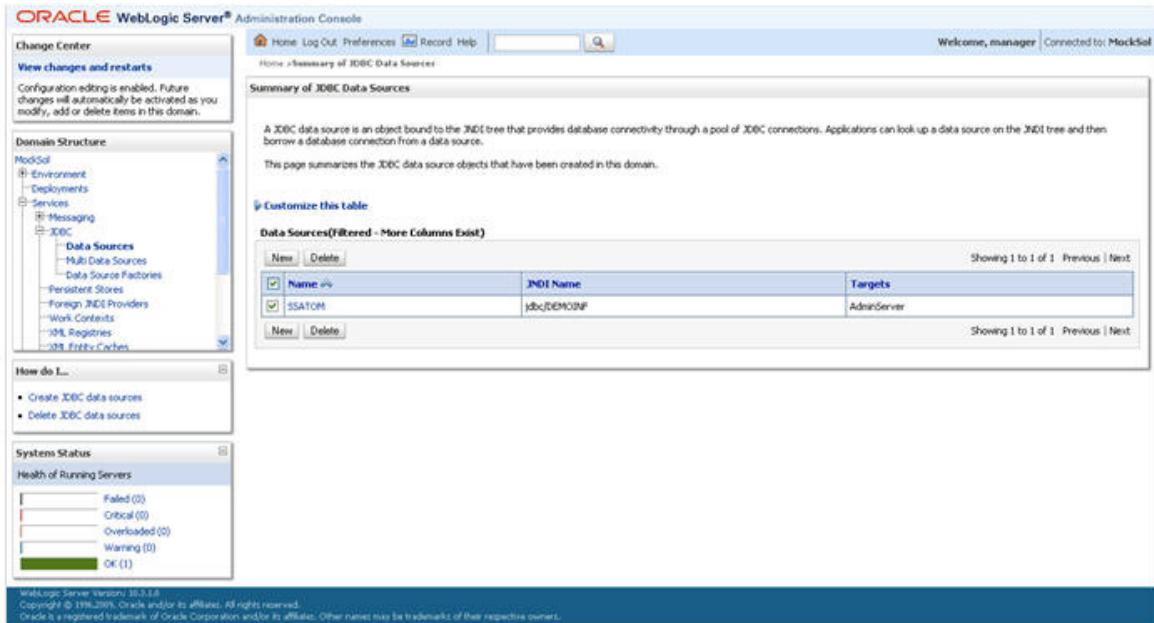 ORACLE WebLogic Server® Administration Console
Change Center
View changes and restarts
Configuration editing is enabled. Future
changes will automatically be activated as you
modify, add or delete items in this domain.
Domain Structure
MockSol
Environment
Deployments
Services
Messaging
JDBC
Data Sources
Multi Data Sources
Data Source Factories
Persistent Stores
Foreign JNDI Providers
Work Contexts
XML Registries
XML Entity Caches
How do I...
Create JDBC data sources
Delete JDBC data sources
System Status
Health of Running Servers
Failed (0)
Critical (0)
Overloaded (0)
Warning (0)
OK (1)
Home Log Out Preferences Record Help
Welcome, manager Connected to: MockSol
Home >Summary of JDBC Data Sources
Summary of JDBC Data Sources
A JDBC data source is an object bound to the JNDI tree that provides database connectivity through a pool of JDBC connections. Applications can look up a data source on the JNDI tree and then
borrow a database connection from a data source.
This page summarizes the JDBC data source objects that have been created in this domain.
Customize this table
Data Sources(Filtered - More Columns Exist)
New Delete Showing 1 to 1 of 1 Previous | Next
Name JNDI Name Targets
SSATOM jdbc/DEMOINF AdminServer
New Delete Showing 1 to 1 of 1 Previous | Next
WebLogic Server Version: 10.3.1.0
Copyright © 1996,2009, Oracle and/or its affiliates. All rights reserved.
Oracle is a registered trademark of Oracle Corporation and/or its affiliates. Other names may be trademarks of their respective owners.